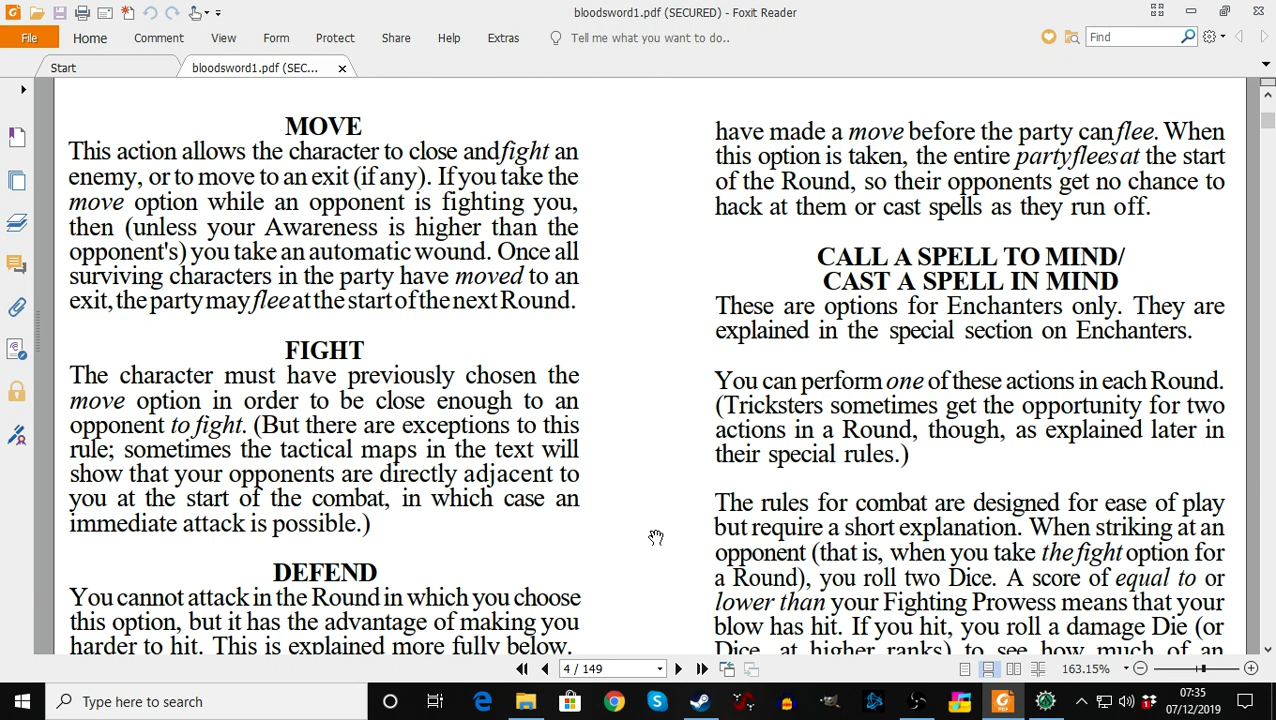 bloodsword1.pdf (SECURED) - Foxit Reader
File
Home
Comment
View
Form
Protect
Share
Help
Extras
Tell me what you want to do..
Find
Start
bloodsword1.pdf (SEC...
MOVE
This action allows the character to close and fight an
enemy, or to move to an exit (if any). If you take the
move option while an opponent is fighting you,
then (unless your Awareness is higher than the
opponent's) you take an automatic wound. Once all
surviving characters in the party have moved to an
exit, the party may flee at the start of the next Round.
FIGHT
The character must have previously chosen the
move option in order to be close enough to an
opponent to fight. (But there are exceptions to this
rule; sometimes the tactical maps in the text will
show that your opponents are directly adjacent to
you at the start of the combat, in which case an
immediate attack is possible.)
DEFEND
You cannot attack in the Round in which you choose
this option, but it has the advantage of making you
harder to hit. This is explained more fully below.
have made a move before the party can flee. When
this option is taken, the entire party flees at the start
of the Round, so their opponents get no chance to
hack at them or cast spells as they run off.
CALL A SPELL TO MIND/
CAST A SPELL IN MIND
These are options for Enchanters only. They are
explained in the special section on Enchanters.
You can perform one of these actions in each Round.
(Tricksters sometimes get the opportunity for two
actions in a Round, though, as explained later in
their special rules.)
The rules for combat are designed for ease of play
but require a short explanation. When striking at an
opponent (that is, when you take the fight option for
a Round), you roll two Dice. A score of equal to or
lower than your Fighting Prowess means that your
blow has hit. If you hit, you roll a damage Die (or
Dice, at higher ranks) to see how much of an
4 / 149
163.15%
Type here to search
07:35
07/12/2019